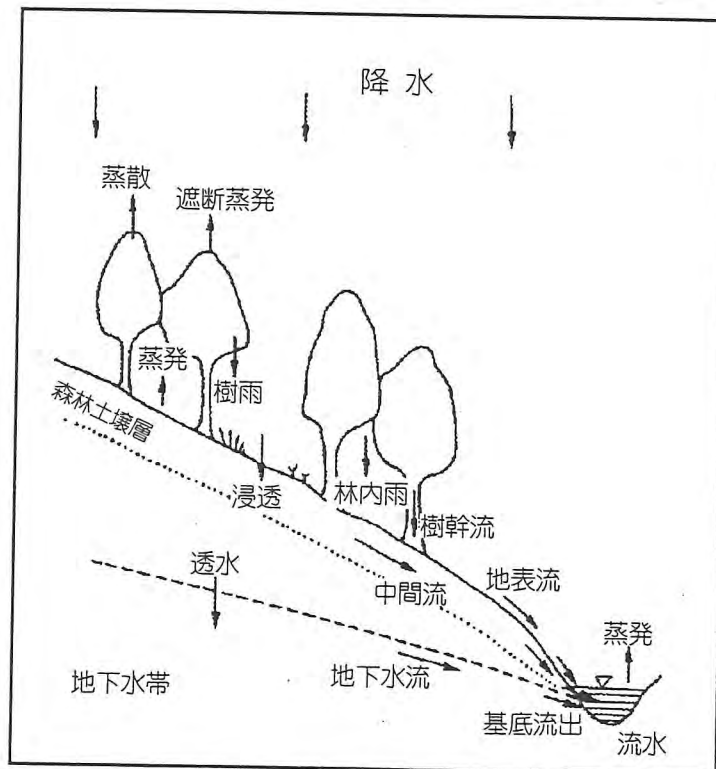 降水
蒸散
遮断蒸発
蒸発
樹雨
森林土壌層
浸透
林内雨
樹幹流
透水
中間流
地表流
蒸発
地下水帯
地下水流
基底流出
流水